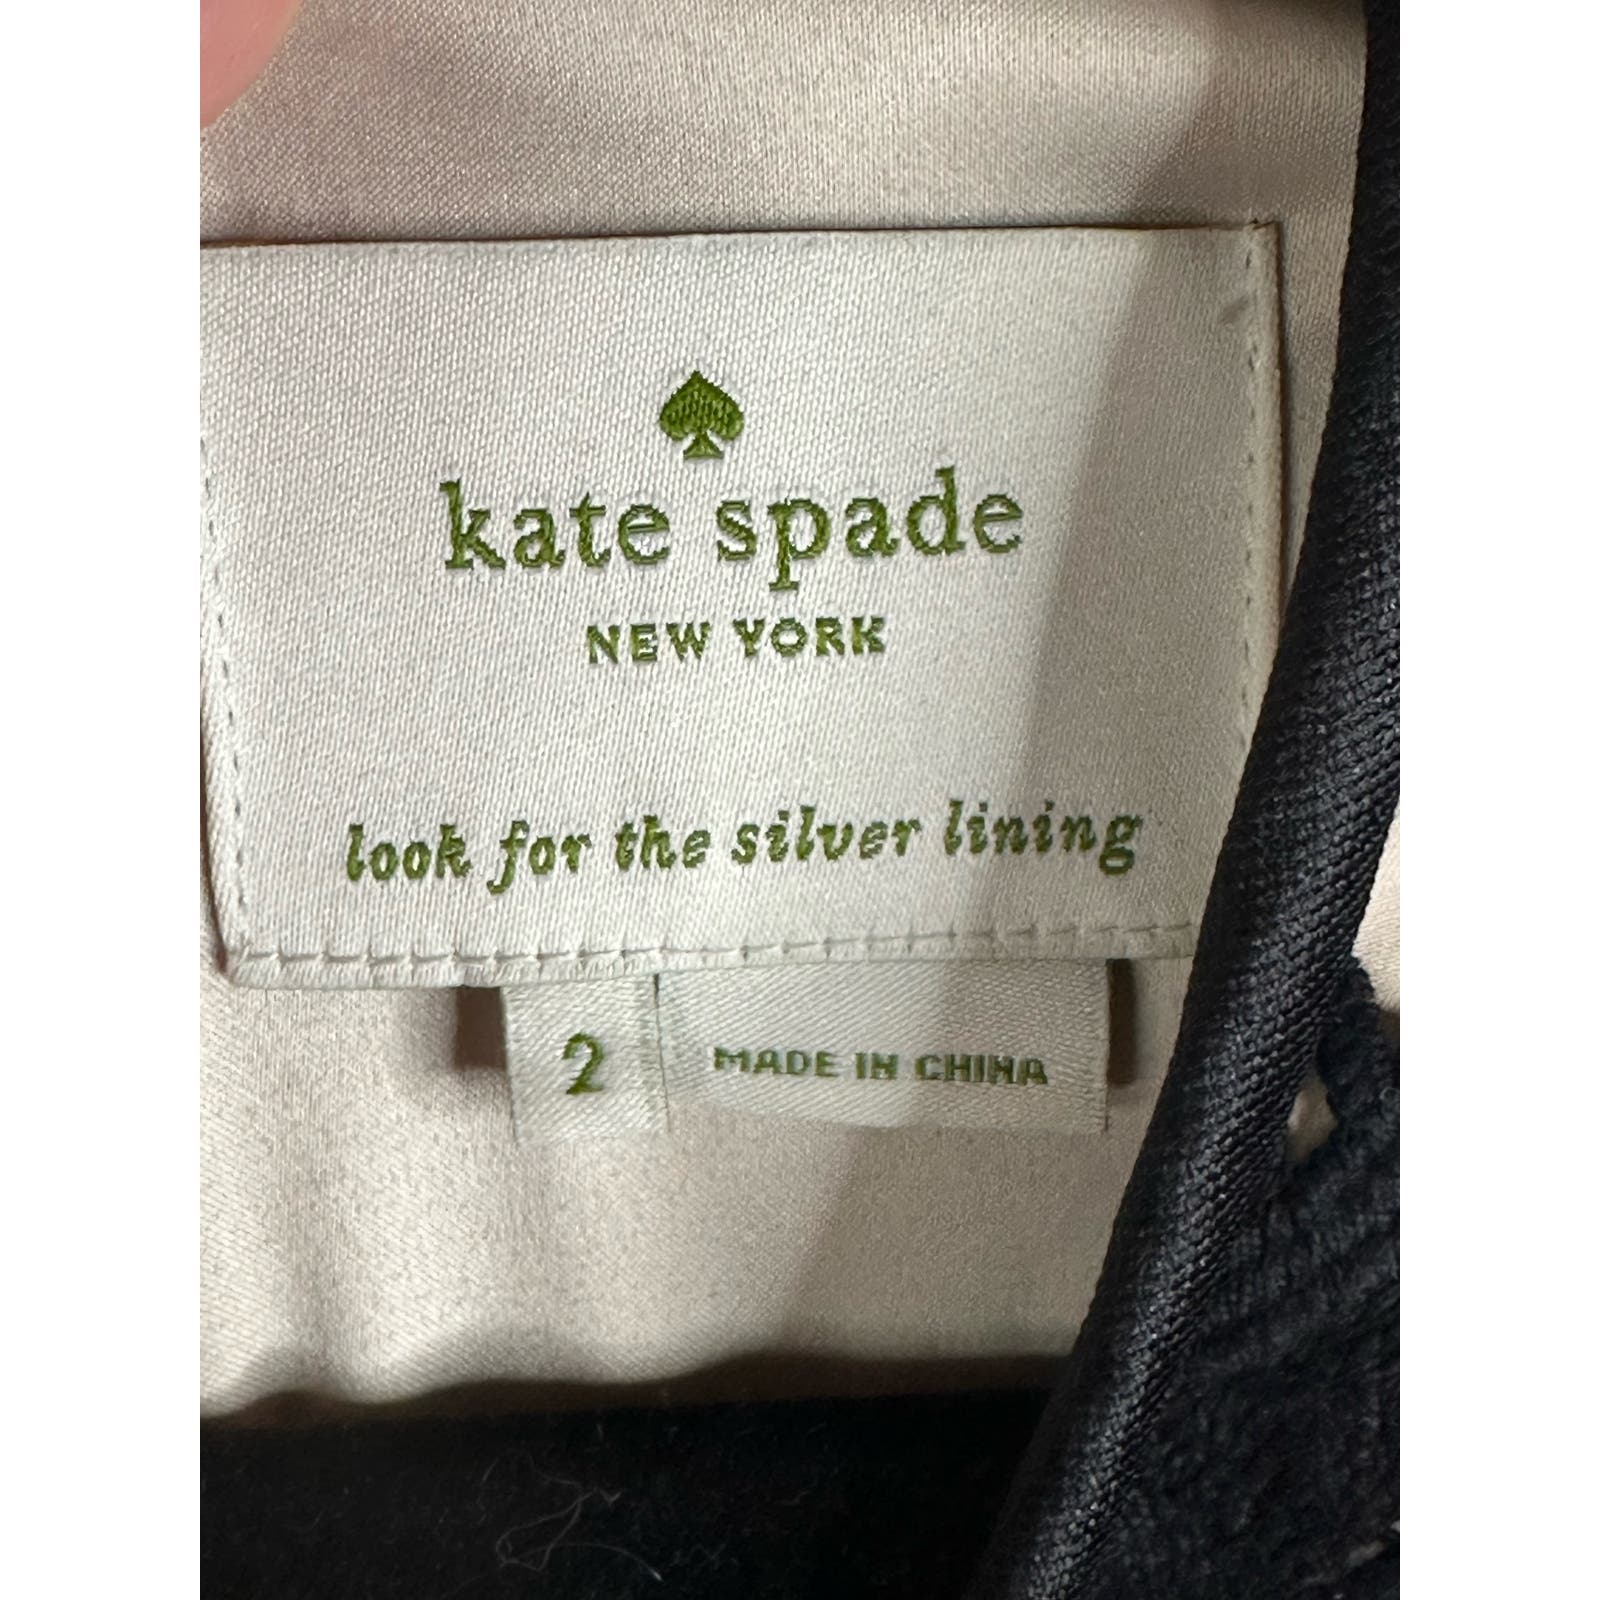 kate spade
NEW YORK
look for the silver lining
2
MADE IN CHINA